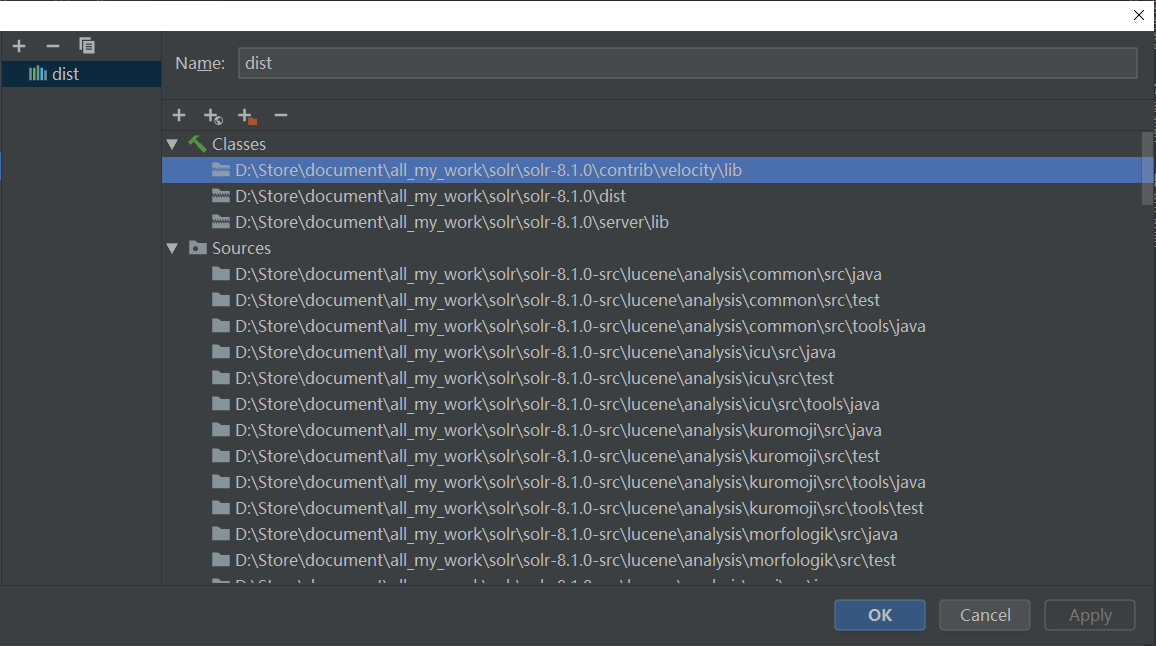 Name: dist
dist
Classes
D:\Store\document\all_my_work\solr\solr-8.1.0\contrib\velocity\lib
D:\Store\document\all_my_work\solr\solr-8.1.0\dist
D:\Store\document\all_my_work\solr\solr-8.1.0\server\lib
Sources
D:\Store\document\all_my_work\solr\solr-8.1.0-src\lucene\analysis\common\src\java
D:\Store\document\all_my_work\solr\solr-8.1.0-src\lucene\analysis\common\src\test
D:\Store\document\all_my_work\solr\solr-8.1.0-src\lucene\analysis\common\src\tools\java
D:\Store\document\all_my_work\solr\solr-8.1.0-src\lucene\analysis\icu\src\java
D:\Store\document\all_my_work\solr\solr-8.1.0-src\lucene\analysis\icu\src\test
D:\Store\document\all_my_work\solr\solr-8.1.0-src\lucene\analysis\icu\src\tools\java
D:\Store\document\all_my_work\solr\solr-8.1.0-src\lucene\analysis\kuromoji\src\java
D:\Store\document\all_my_work\solr\solr-8.1.0-src\lucene\analysis\kuromoji\src\test
D:\Store\document\all_my_work\solr\solr-8.1.0-src\lucene\analysis\kuromoji\src\tools\java
D:\Store\document\all_my_work\solr\solr-8.1.0-src\lucene\analysis\kuromoji\src\tools\test
D:\Store\document\all_my_work\solr\solr-8.1.0-src\lucene\analysis\morfologik\src\java
D:\Store\document\all_my_work\solr\solr-8.1.0-src\lucene\analysis\morfologik\src\test
OK Cancel Apply